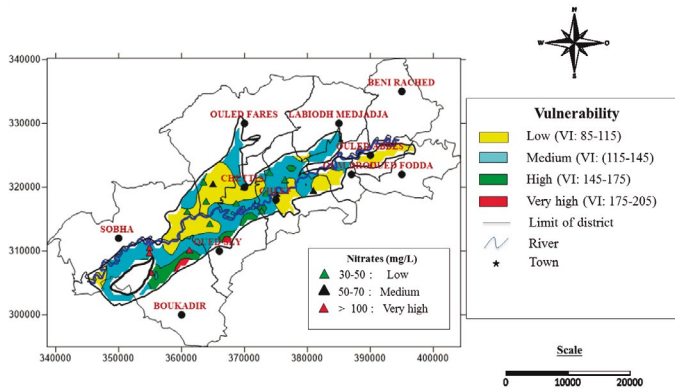 N
W
O
S
340000
330000
320000
310000
300000
340000
350000
360000
370000
380000
390000
400000
BENI RACHED
OULED FARES
LABIODH MEDJADJA
OULED ABBES
OUED FODDA
CHETTIA
CHLEF
SOBHA
OUED SLY
BOUKADIR
Nitrates (mg/L)
30-50 : Low
50-70 : Medium
> 100 : Very high
Vulnerability
Low (VI: 85-115)
Medium (VI: (115-145)
High (VI: 145-175)
Very high (VI: 175-205)
Limit of district
River
Town
Scale
0 10000 20000